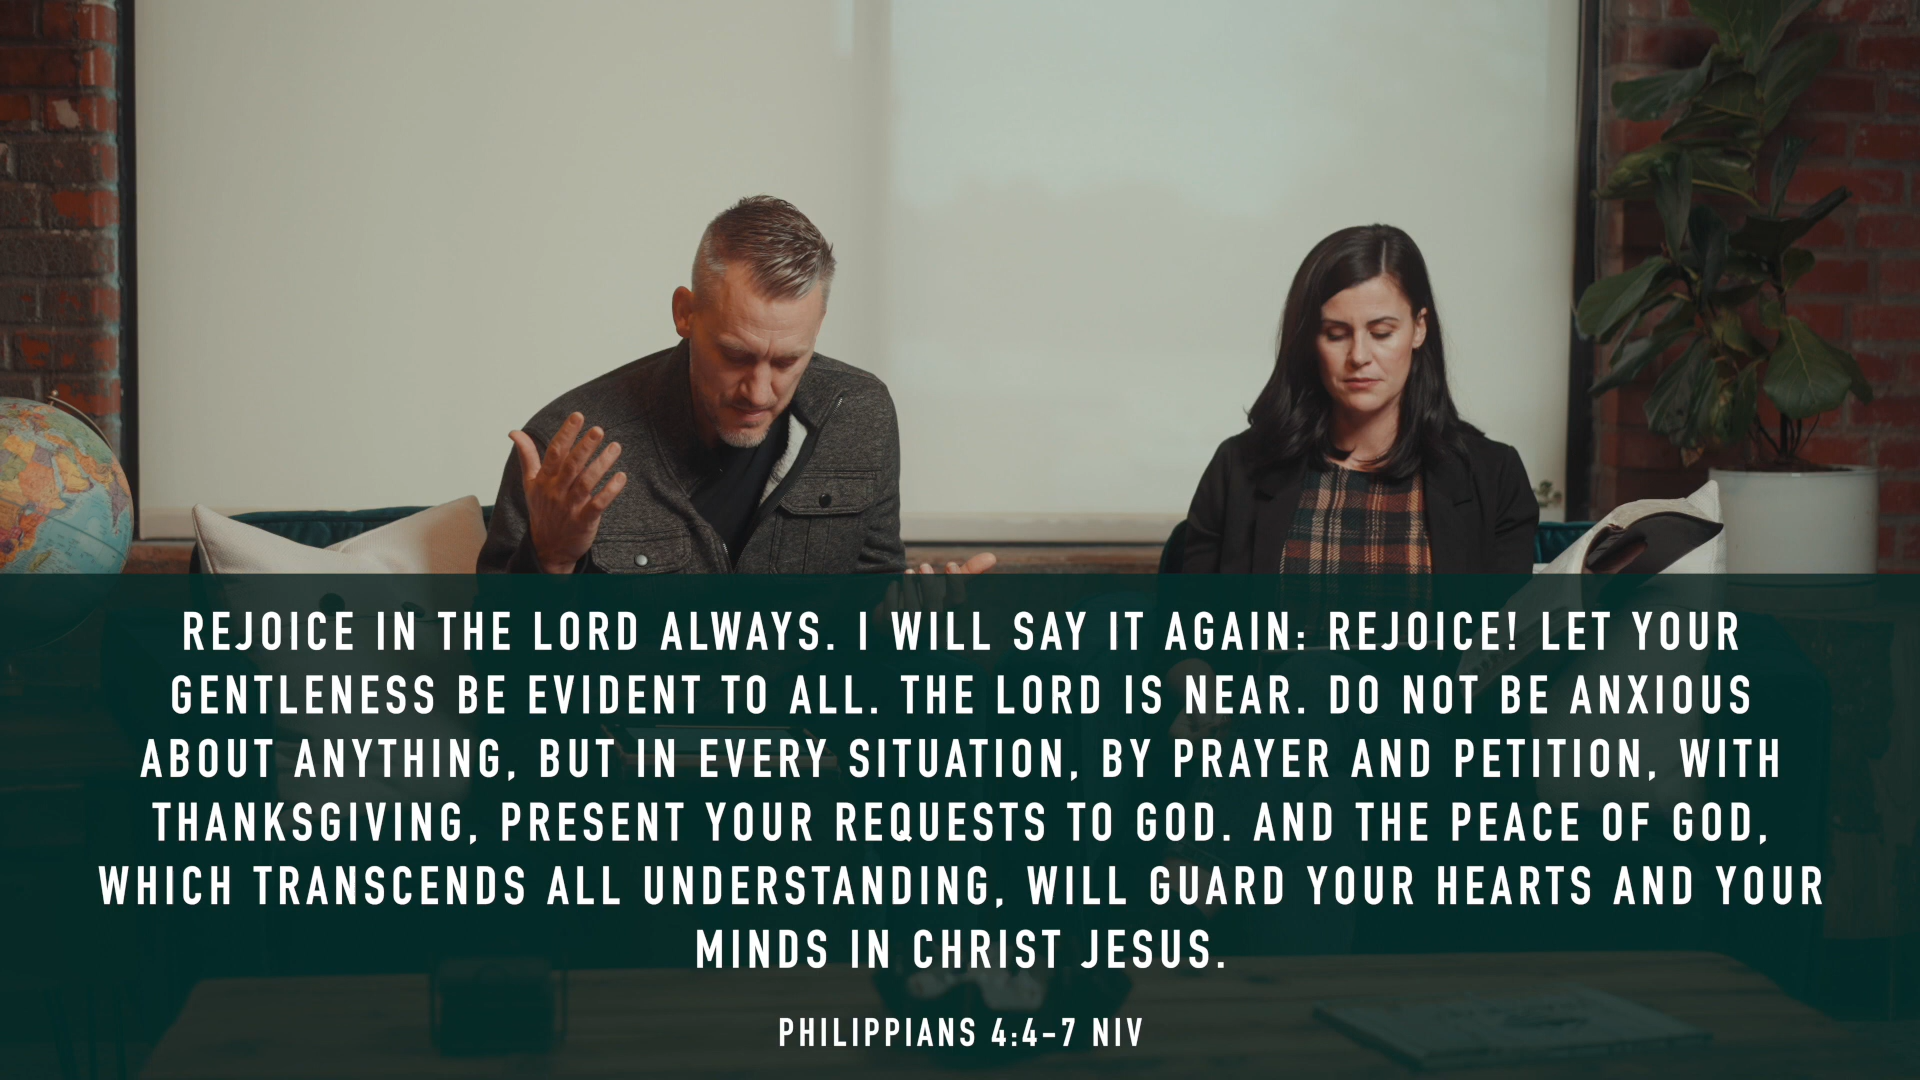 REJOICE IN THE LORD ALWAYS. I WILL SAY IT AGAIN: REJOICE! LET YOUR
GENTLENESS BE EVIDENT TO ALL. THE LORD IS NEAR. DO NOT BE ANXIOUS
ABOUT ANYTHING, BUT IN EVERY SITUATION, BY PRAYER AND PETITION, WITH
THANKSGIVING, PRESENT YOUR REQUESTS TO GOD. AND THE PEACE OF GOD,
WHICH TRANSCENDS ALL UNDERSTANDING, WILL GUARD YOUR HEARTS AND YOUR
MINDS IN CHRIST JESUS.
PHILIPPIANS 4:4-7 NIV